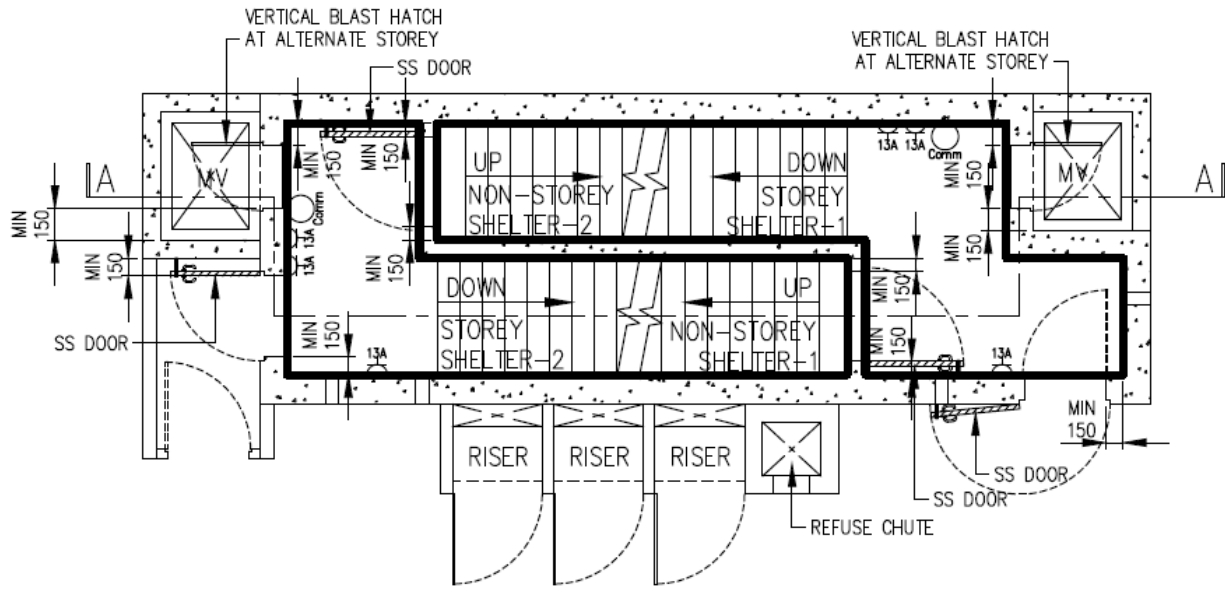 VERTICAL BLAST HATCH
AT ALTERNATE STOREY
SS DOOR
VERTICAL BLAST HATCH
AT ALTERNATE STOREY
A
MV
MIN
150
MIN
150
MIN
150
MIN
150
Comm
13A
13A
MIN
150
UP
NON-STOREY
SHELTER-2
DOWN
STOREY
SHELTER-1
13A
13A
Comm
MIN
150
MV
A
MIN
150
MIN
150
SS DOOR
DOWN
STOREY
SHELTER-2
UP
NON-STOREY
SHELTER-1
MIN
150
13A
MIN
150
MIN
150
13A
MIN
150
RISER
RISER
RISER
SS DOOR
SS DOOR
REFUSE CHUTE